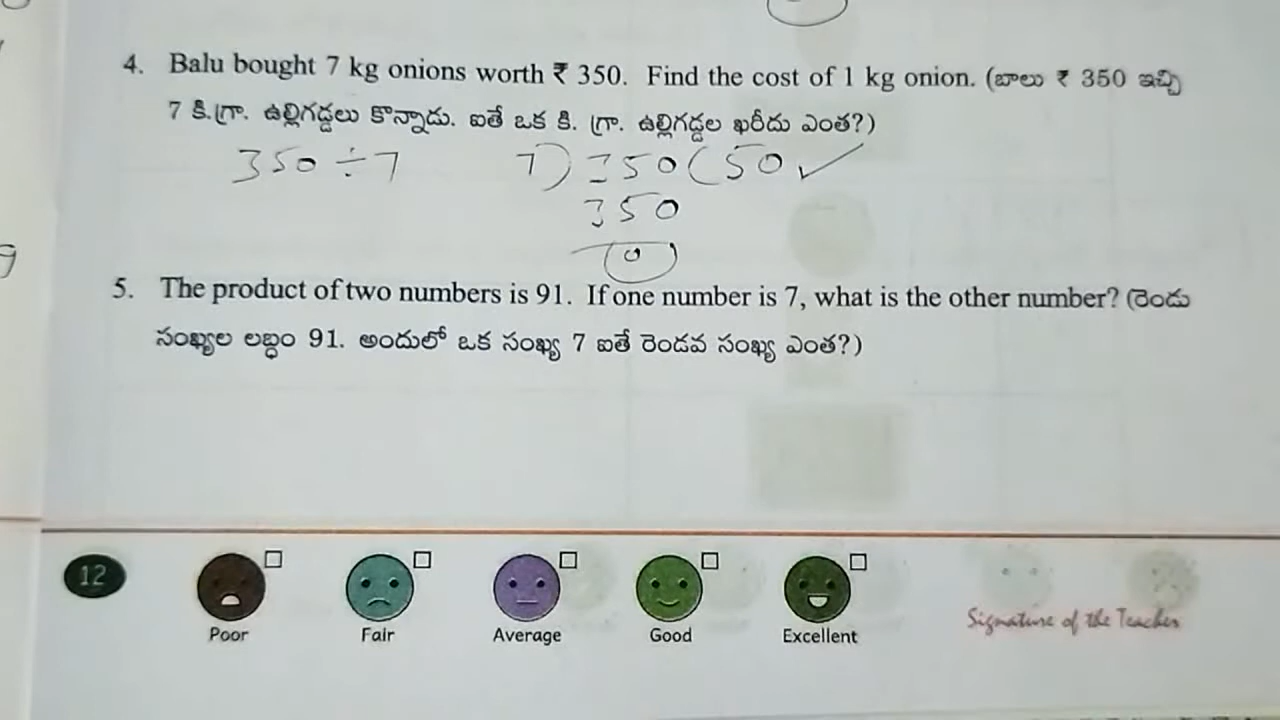 4. Balu bought 7 kg onions worth ₹ 350. Find the cost of 1 kg onion. (బాలు ₹ 350 ఇచ్చి
7 కి.గ్రా. ఉల్లిగడ్డలు కొన్నాడు. ఐతే ఒక కి. గ్రా. ఉల్లిగడ్డల ఖరీదు ఎంత?)
350 ÷ 7 7) 350 (50 ✓
350
0
9
5. The product of two numbers is 91. If one number is 7, what is the other number? (రెండు
సంఖ్యల లబ్ధం 91. అందులో ఒక సంఖ్య 7 ఐతే రెండవ సంఖ్య ఎంత?)
12
Poor Fair Average Good Excellent
Signature of the Teacher